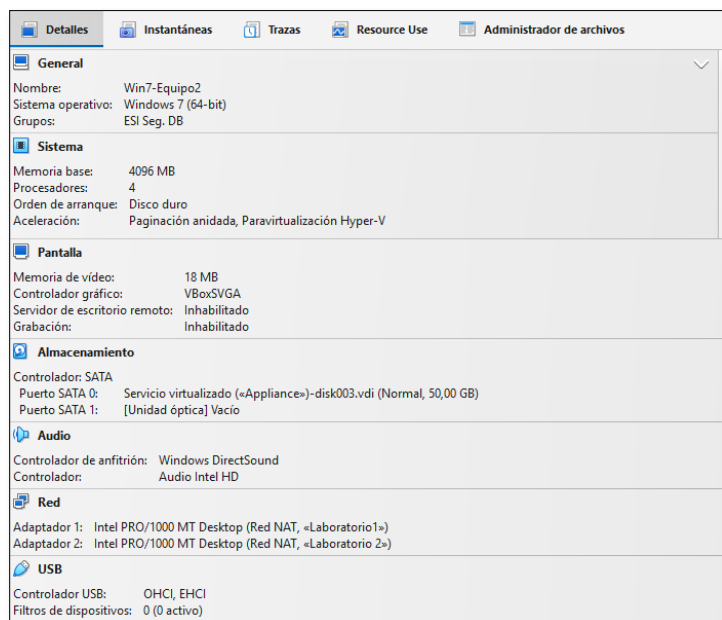 Detalles Instantáneas Trazas Resource Use Administrador de archivos
General
Nombre: Win7-Equipo2
Sistema operativo: Windows 7 (64-bit)
Grupos: ESI Seg. DB
Sistema
Memoria base: 4096 MB
Procesadores: 4
Orden de arranque: Disco duro
Aceleración: Paginación anidada, Paravirtualización Hyper-V
Pantalla
Memoria de vídeo: 18 MB
Controlador gráfico: VBoxSVGA
Servidor de escritorio remoto: Inhabilitado
Grabación: Inhabilitado
Almacenamiento
Controlador: SATA
Puerto SATA 0: Servicio virtualizado («Appliance»)-disk003.vdi (Normal, 50,00 GB)
Puerto SATA 1: [Unidad óptica] Vacío
Audio
Controlador de anfitrión: Windows DirectSound
Controlador: Audio Intel HD
Red
Adaptador 1: Intel PRO/1000 MT Desktop (Red NAT, «Laboratorio1»)
Adaptador 2: Intel PRO/1000 MT Desktop (Red NAT, «Laboratorio 2»)
USB
Controlador USB: OHCI, EHCI
Filtros de dispositivos: 0 (0 activo)